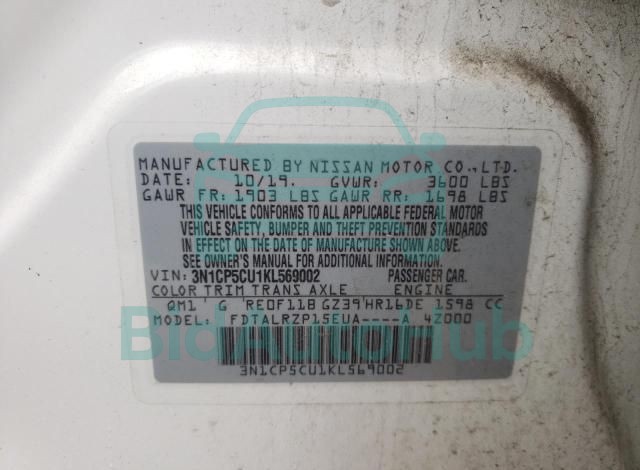 MANUFACTURED BY NISSAN MOTOR CO.,LTD.
DATE: 10/19. GVWR: 3600 LBS
GAWR FR: 1903 LBS GAWR RR: 1698 LBS
THIS VEHICLE CONFORMS TO ALL APPLICABLE FEDERAL MOTOR
VEHICLE SAFETY, BUMPER AND THEFT PREVENTION STANDARDS
IN EFFECT ON THE DATE OF MANUFACTURE SHOWN ABOVE.
SEE OWNER'S MANUAL FOR ADDITIONAL INFORMATION.
VIN: 3N1CP5CU1KL569002 PASSENGER CAR.
COLOR TRIM TRANS AXLE ENGINE
QM1 G RE0F11B GZ39 HR16DE 1598 CC
MODEL: FDTALRZP15EUA----A 4Z000
3N1CP5CU1KL569002
BidAutoHub